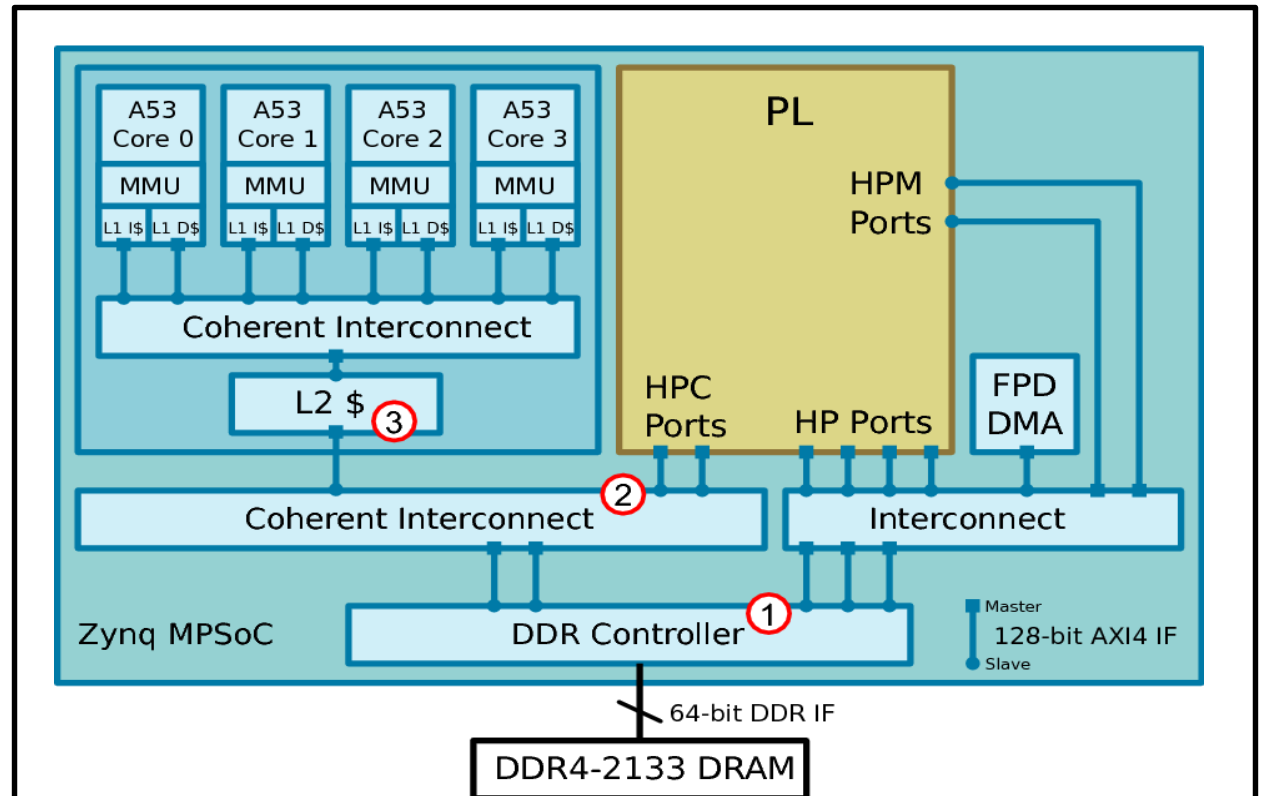 A53
Core 0
A53
Core 1
A53
Core 2
A53
Core 3
MMU
MMU
MMU
MMU
L1 I$
L1 D$
L1 I$
L1 D$
L1 I$
L1 D$
L1 I$
L1 D$
Coherent Interconnect
L2 $
3
PL
HPM
Ports
HPC
Ports
HP Ports
FPD
DMA
2
Coherent Interconnect
Interconnect
1
Zynq MPSoC
DDR Controller
Master
128-bit AXI4 IF
Slave
64-bit DDR IF
DDR4-2133 DRAM